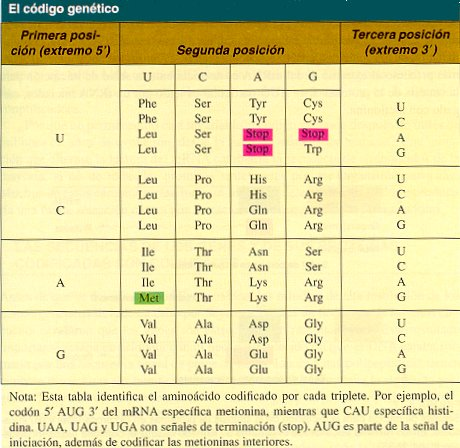 El código genético
Primera posi-
ción (extremo 5')
Segunda posición
Tercera posición
(extremo 3')
U C A G
Phe Ser Tyr Cys U
Phe Ser Tyr Cys C
U
Leu Ser Stop Stop A
Leu Ser Stop Trp G
Leu Pro His Arg U
Leu Pro His Arg C
C
Leu Pro Gln Arg A
Leu Pro Gln Arg G
Ile Thr Asn Ser U
Ile Thr Asn Ser C
A
Ile Thr Lys Arg A
Met Thr Lys Arg G
Val Ala Asp Gly U
Val Ala Asp Gly C
G
Val Ala Glu Gly A
Val Ala Glu Gly G
Nota: Esta tabla identifica el aminoácido codificado por cada triplete. Por ejemplo, el
codón 5' AUG 3' del mRNA específica metionina, mientras que CAU específica histi-
dina. UAA, UAG y UGA son señales de terminación (stop). AUG es parte de la señal de
iniciación, además de codificar las metioninas interiores.